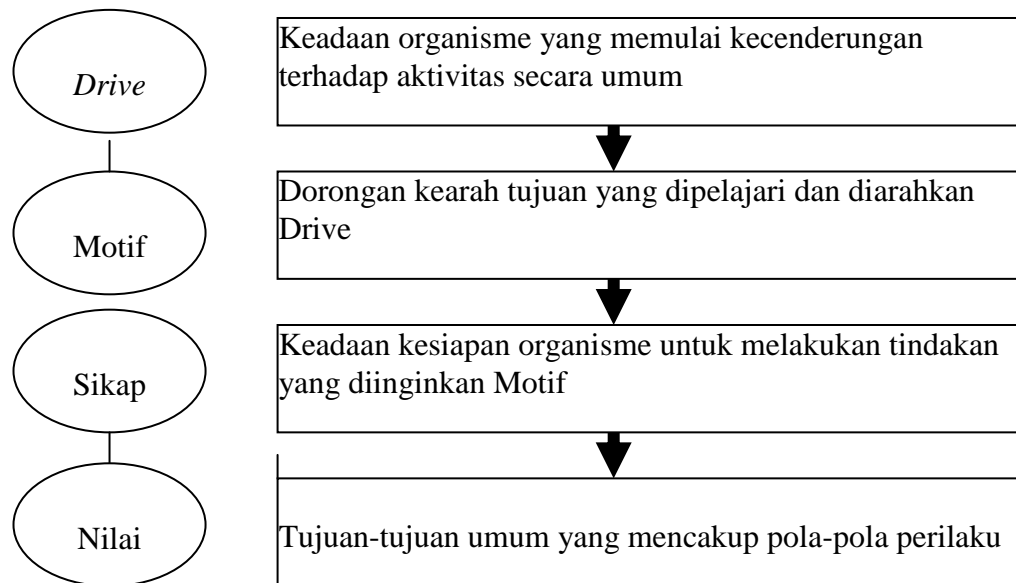 Drive
Keadaan organisme yang memulai kecenderungan
terhadap aktivitas secara umum
Motif
Dorongan kearah tujuan yang dipelajari dan diarahkan
Drive
Sikap
Keadaan kesiapan organisme untuk melakukan tindakan
yang diinginkan Motif
Nilai
Tujuan-tujuan umum yang mencakup pola-pola perilaku